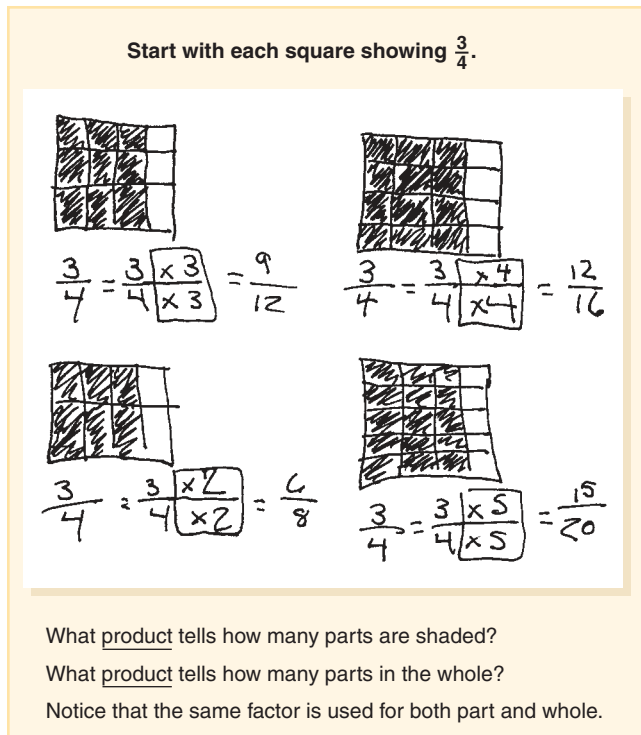 Start with each square showing 3/4.
3/4 = 3 × 3 / 4 × 3 = 9/12
3/4 = 3 × 4 / 4 × 4 = 12/16
3/4 = 3 × 2 / 4 × 2 = 6/8
3/4 = 3 × 5 / 4 × 5 = 15/20
What product tells how many parts are shaded?
What product tells how many parts in the whole?
Notice that the same factor is used for both part and whole.